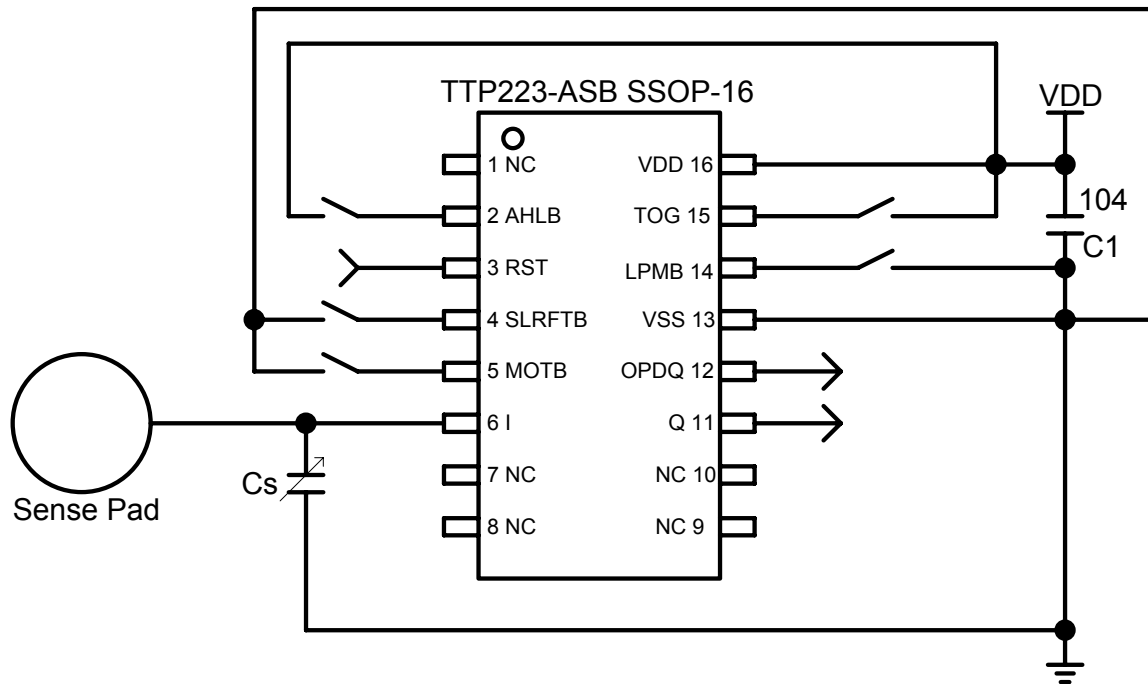 TTP223-ASB SSOP-16
VDD
1 NC
VDD 16
2 AHLB
TOG 15
104
C1
3 RST
LPMB 14
4 SLRFTB
VSS 13
5 MOTB
OPDQ 12
6 I
Q 11
Cs
7 NC
NC 10
Sense Pad
8 NC
NC 9